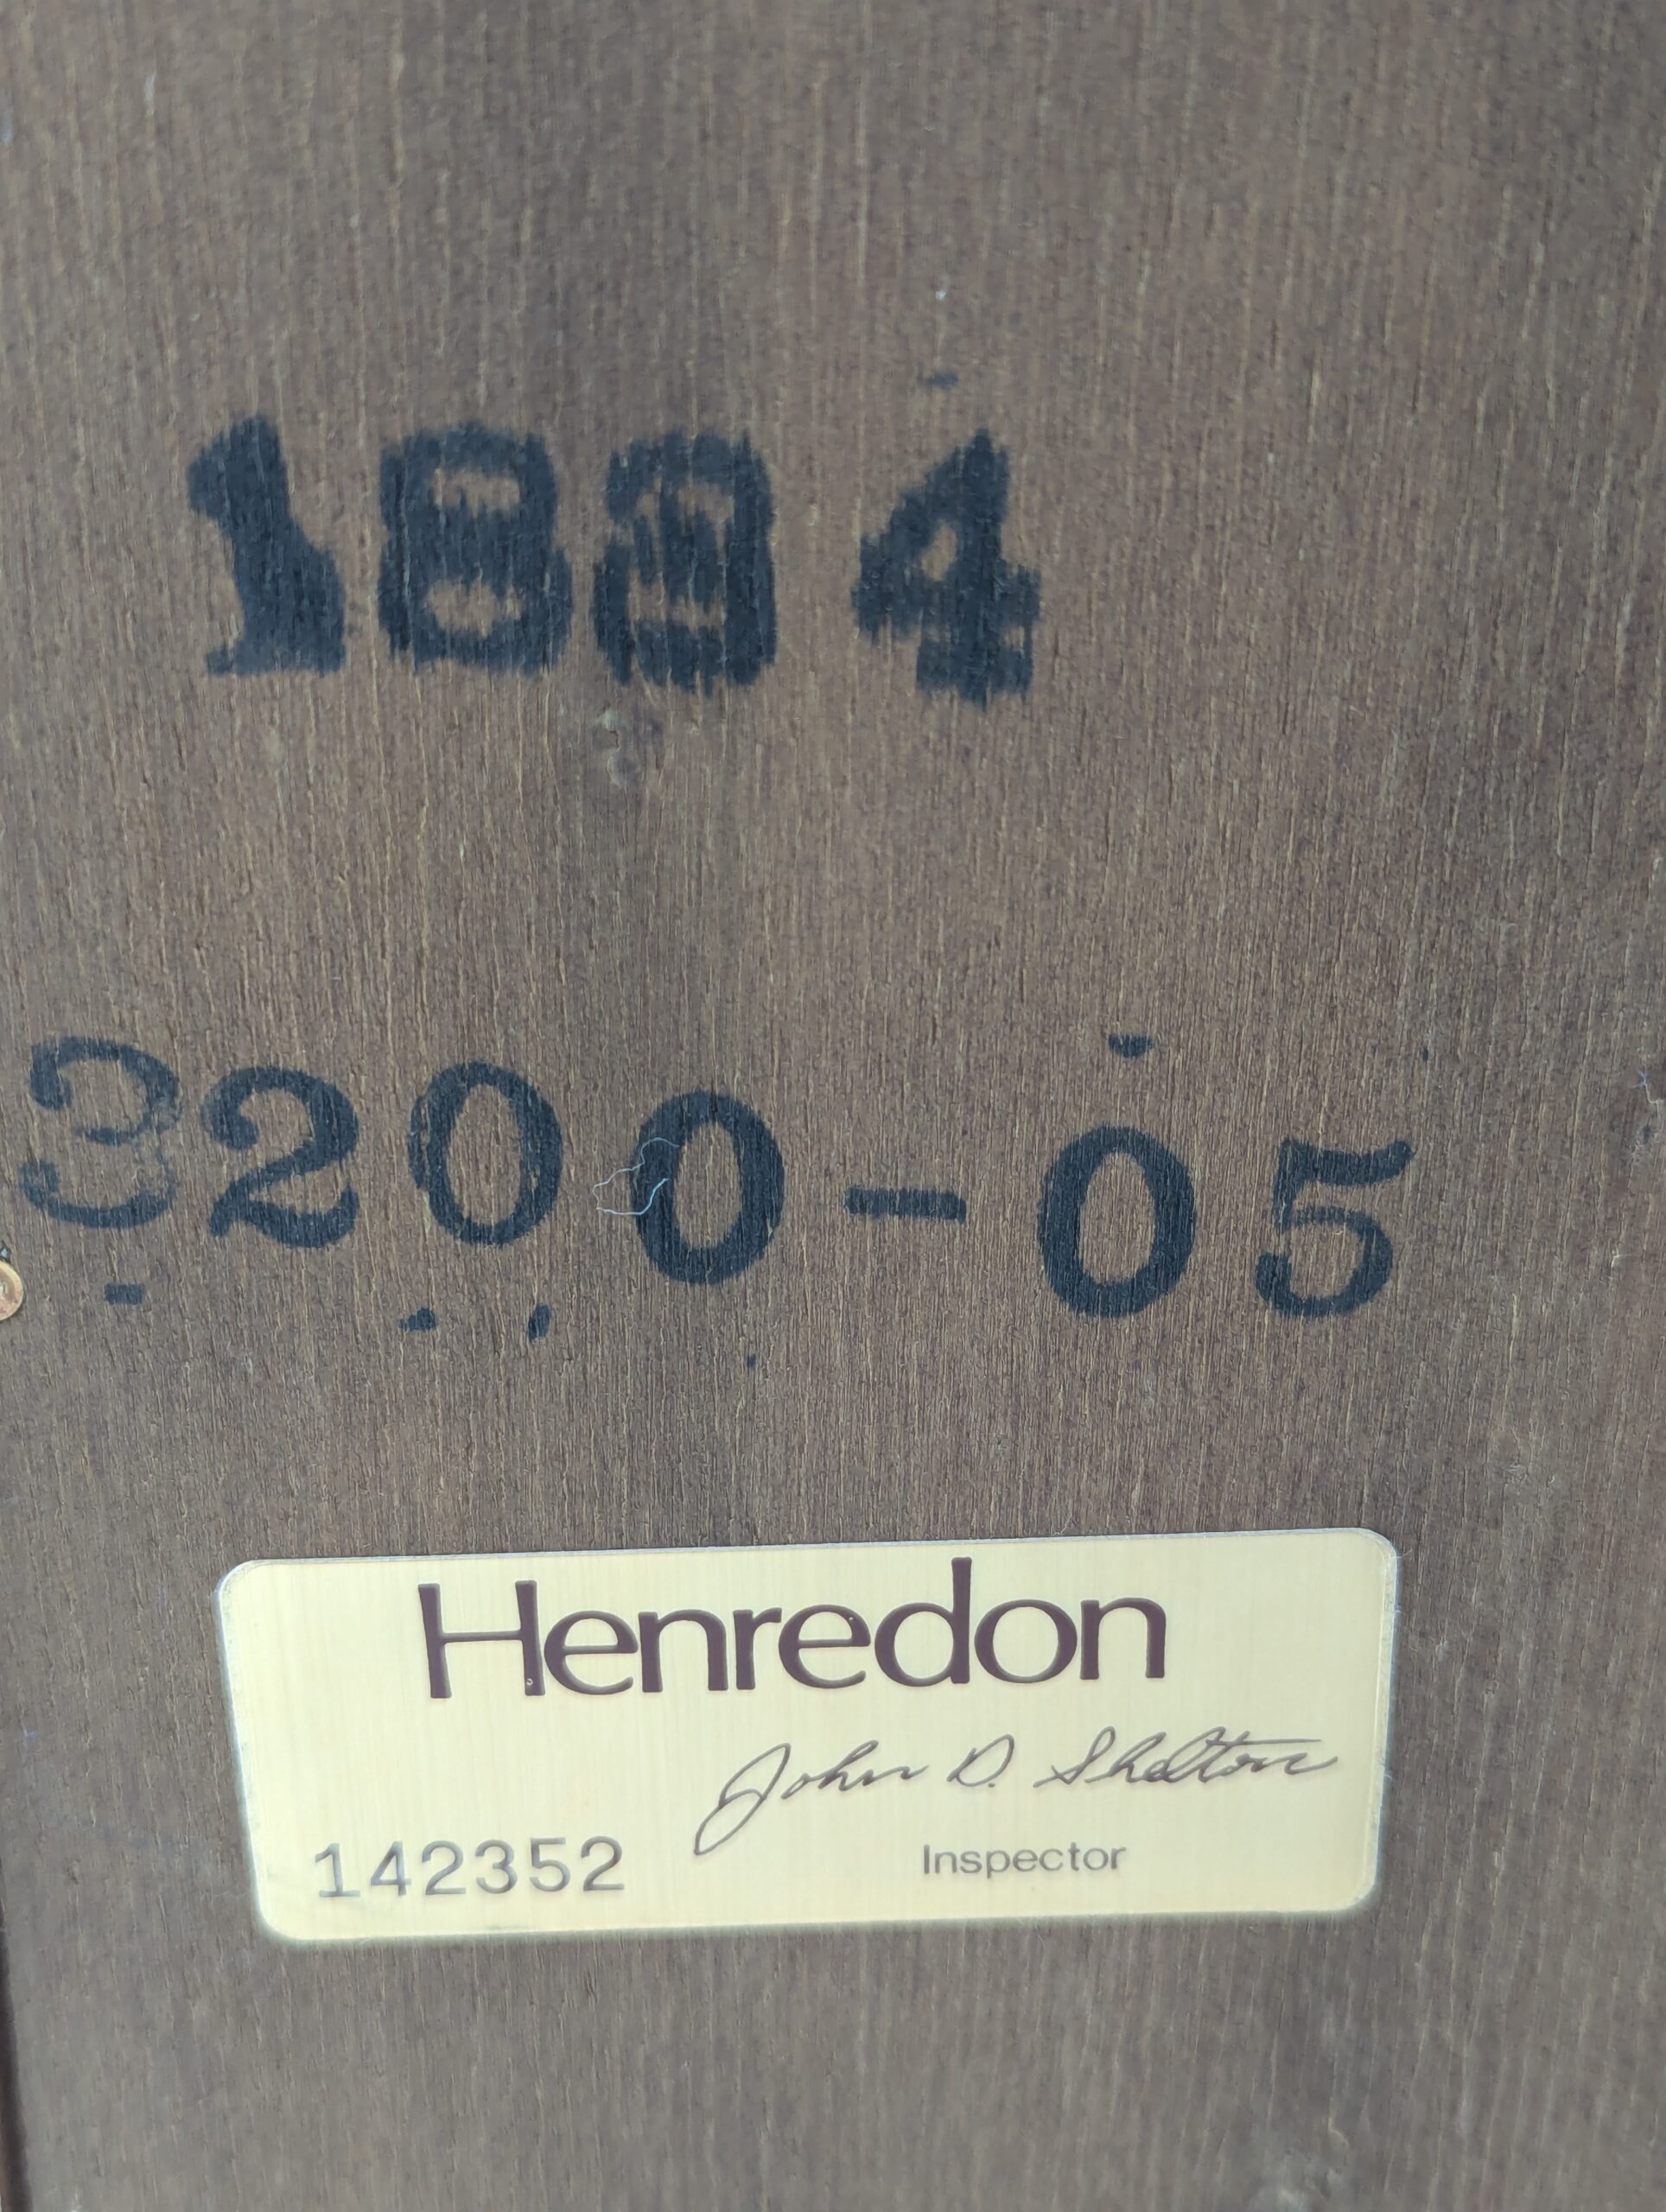 3200-05
Henredon
John D. Shelton
142352
Inspector